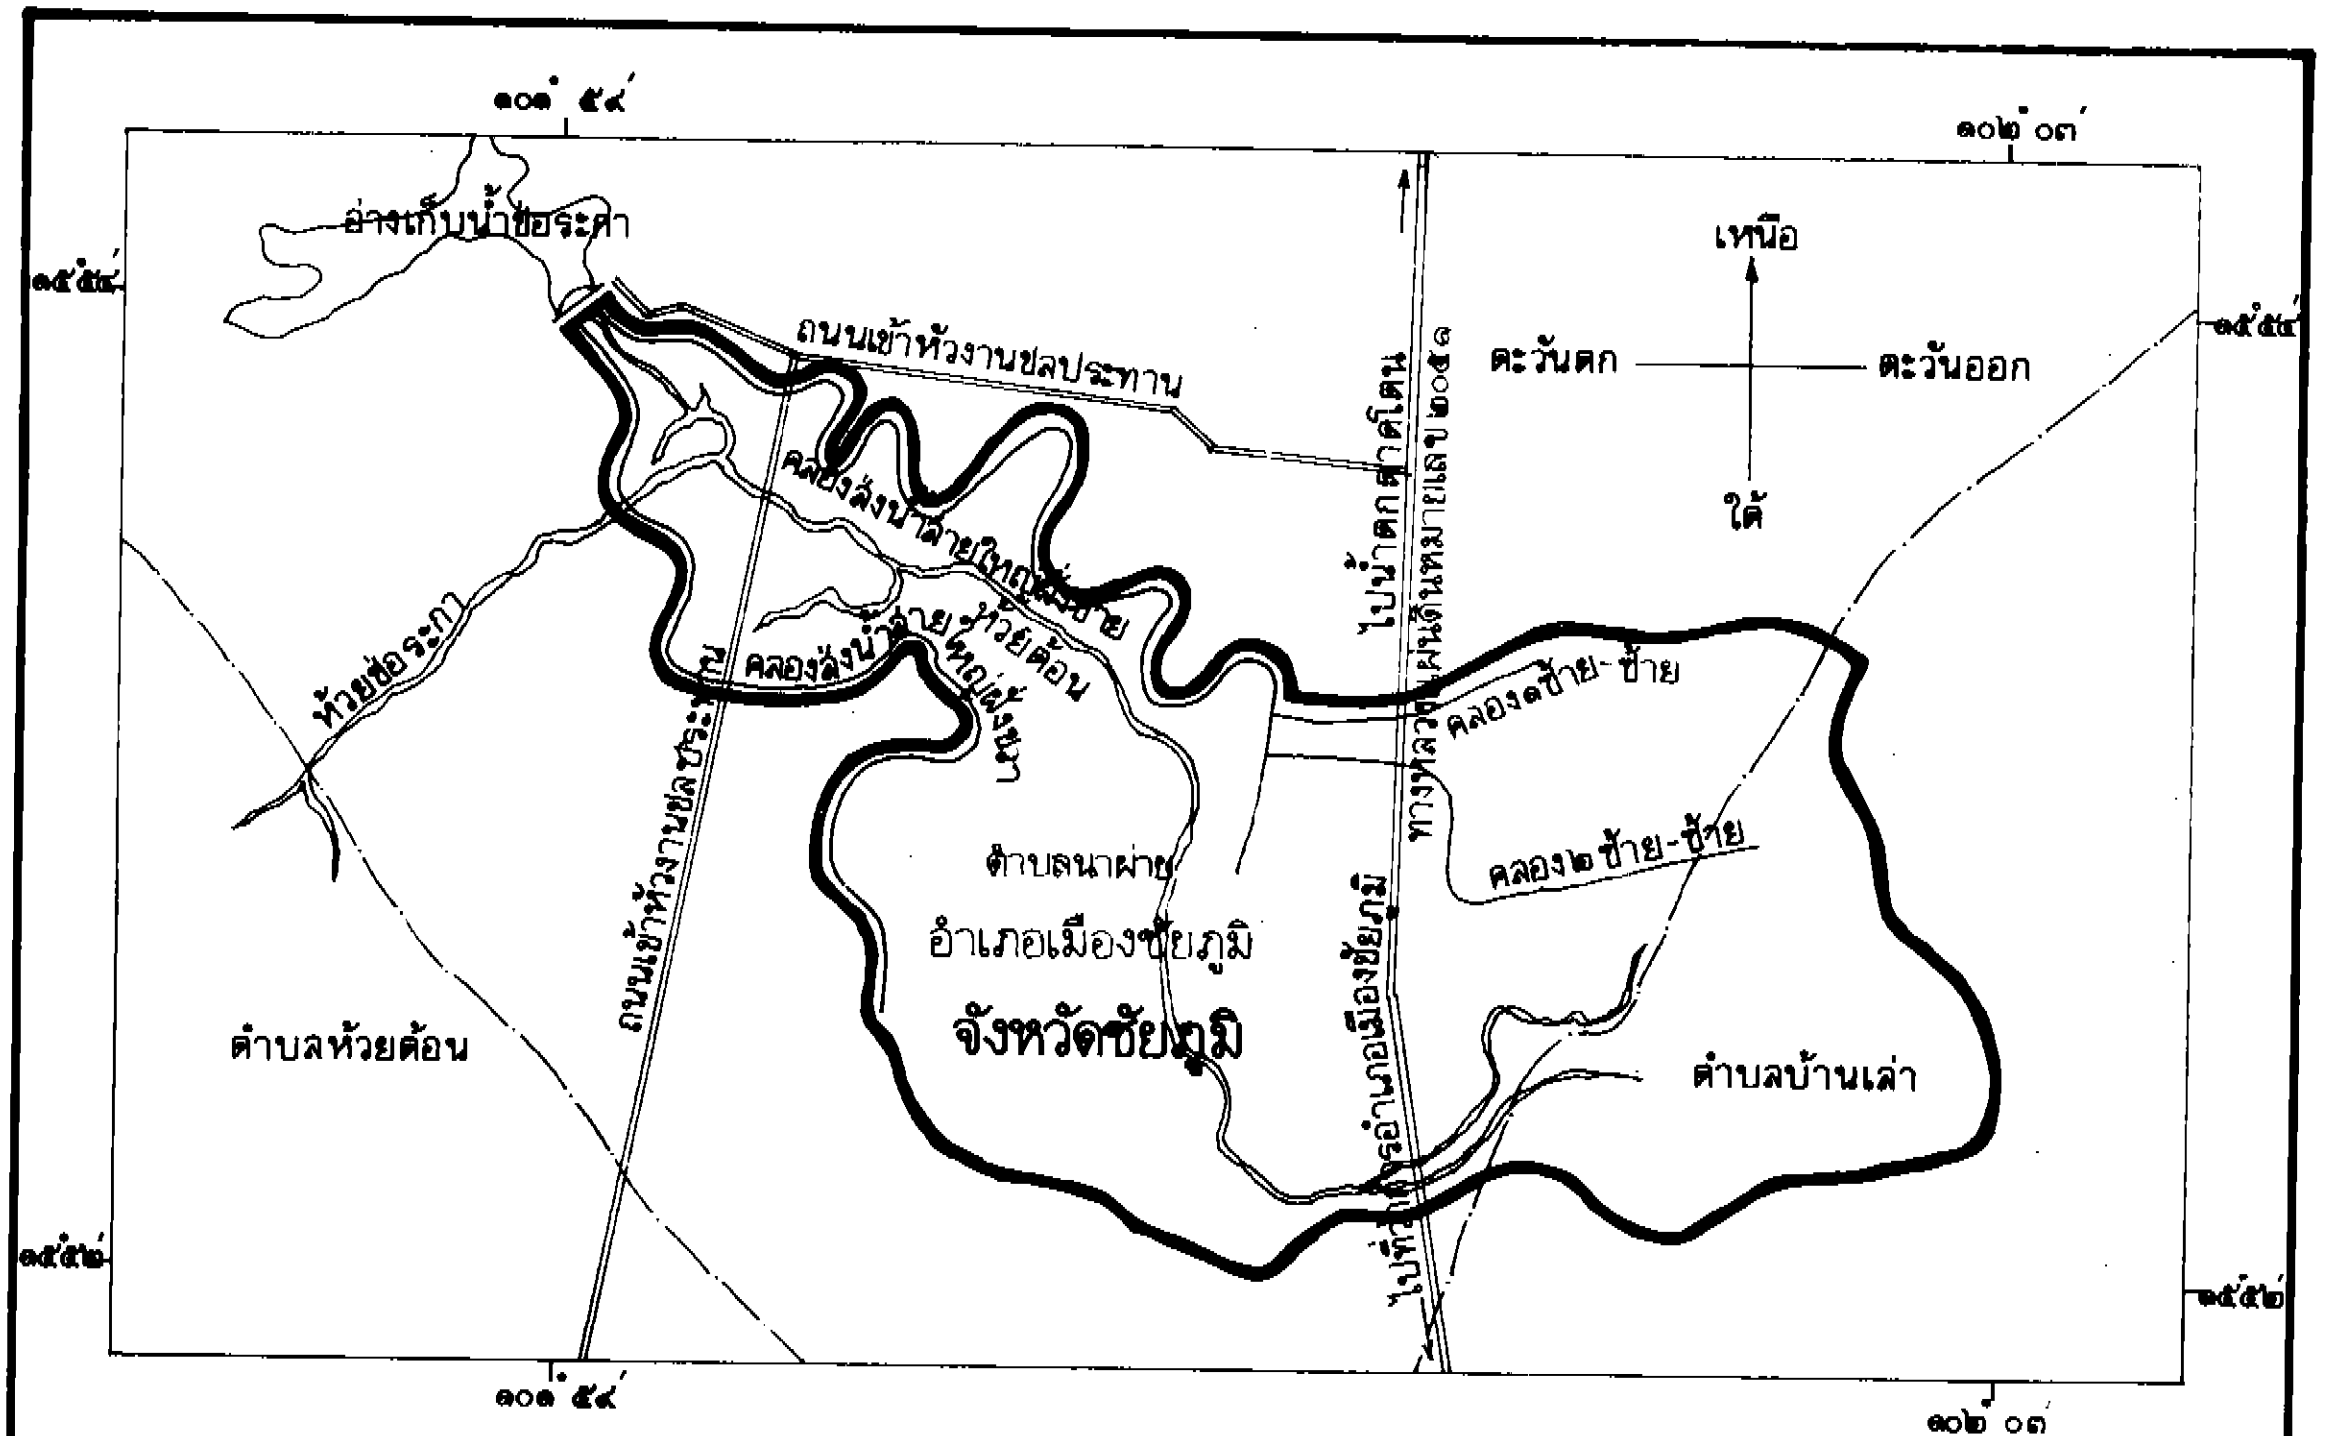 ๑๐๑° ๕๙'
๑๐๒° ๐๓'
อ่างเก็บน้ำช่อระกา
๑๕°๕๔'
๑๕°๕๔'
เหนือ
ตะวันตก
ตะวันออก
ใต้
ถนนเข้าหัวงานชลประทาน
ไปน้ำตกตาดโตน
ทางหลวงแผ่นดินหมายเลข ๒๐๕๑
คลองส่งน้ำสายใหญ่ฝั่งซ้าย
ห้วยต้อน
คลองส่งน้ำสายใหญ่ฝั่งขวา
ห้วยช่อระกา
คลอง๑ซ้าย-ซ้าย
คลอง๒ซ้าย-ซ้าย
ถนนเข้าหัวงานชลประทาน
ตำบลนาฝาย
อำเภอเมืองชัยภูมิ
จังหวัดชัยภูมิ
ตำบลห้วยต้อน
ตำบลบ้านเล่า
ไปที่ว่าการอำเภอเมืองชัยภูมิ
๑๕°๕๒'
๑๕°๕๒'
๑๐๑° ๕๙'
๑๐๒° ๐๓'